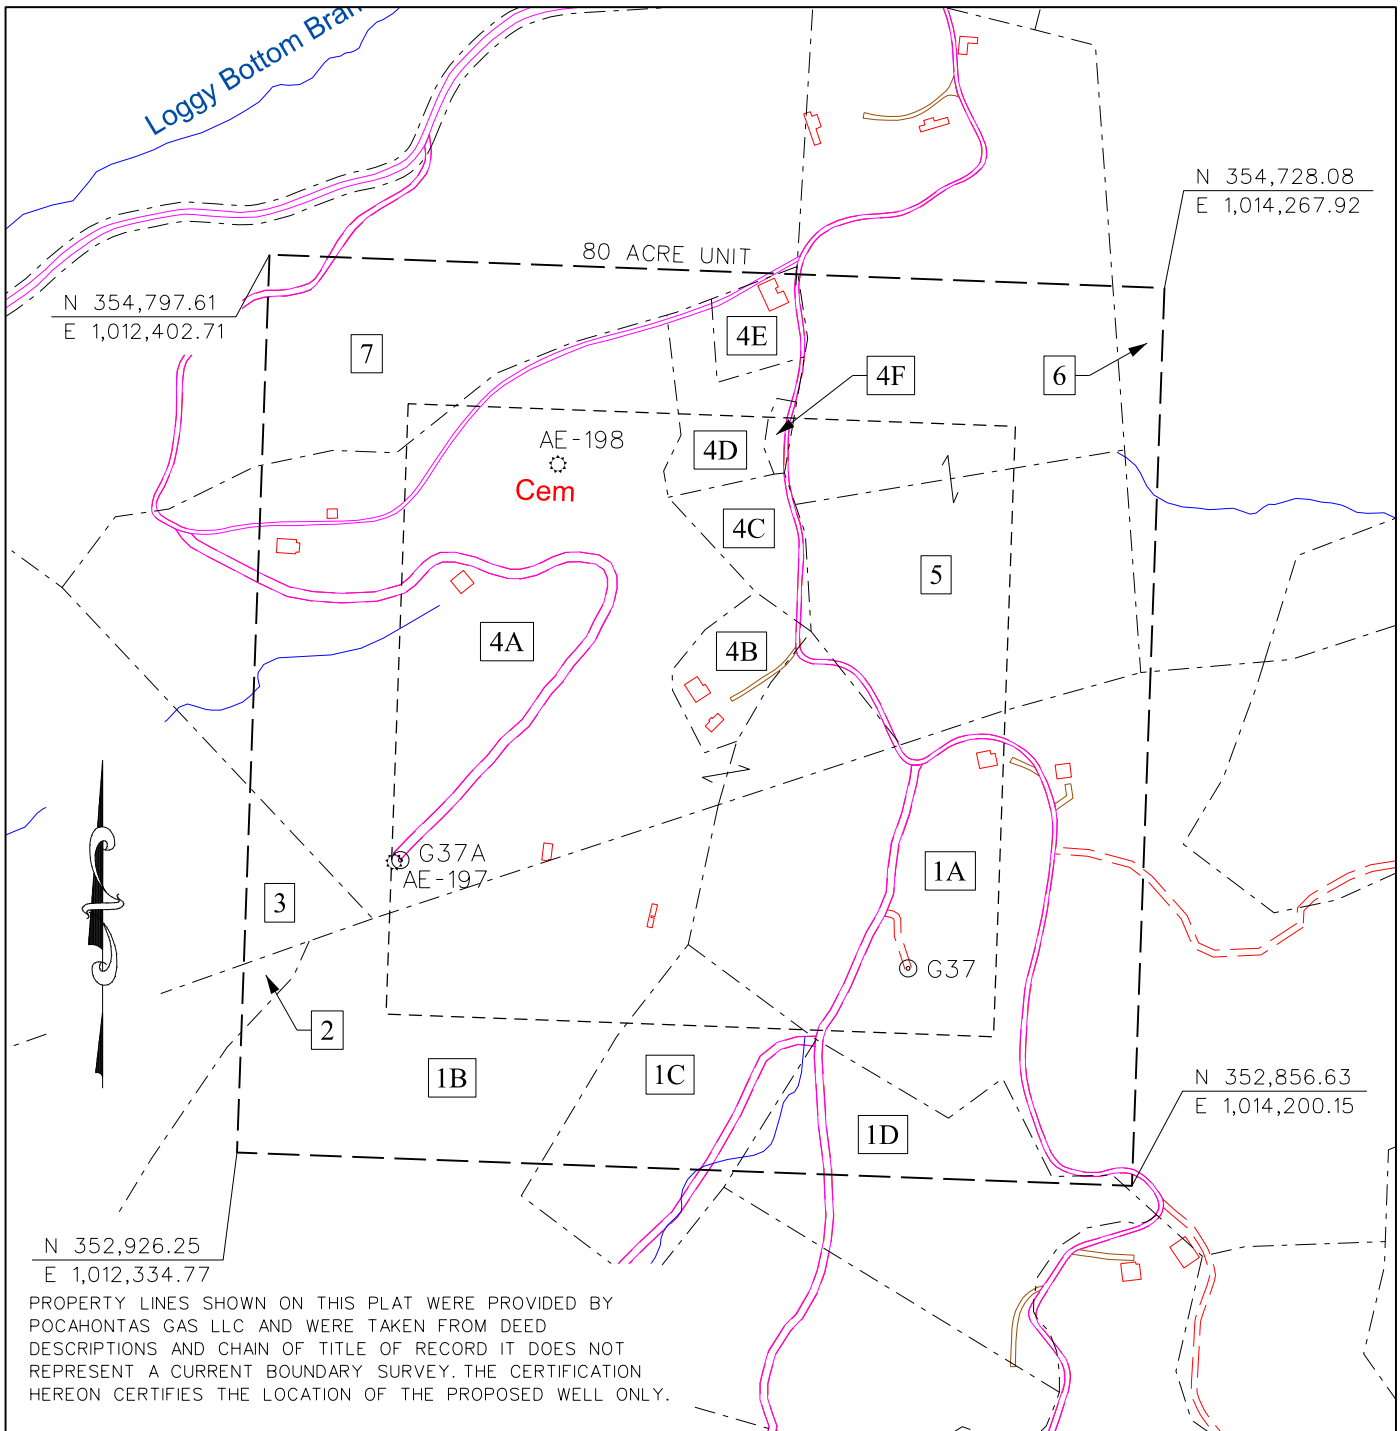 Loggy Bottom Bran
N 354,728.08
E 1,014,267.92
80 ACRE UNIT
N 354,797.61
E 1,012,402.71
7
4E
6
4F
AE-198
4D
Cem
4C
5
4A
4B
G37A
AE-197
1A
3
G37
2
1B
1C
N 352,856.63
E 1,014,200.15
1D
N 352,926.25
E 1,012,334.77
PROPERTY LINES SHOWN ON THIS PLAT WERE PROVIDED BY
POCAHONTAS GAS LLC AND WERE TAKEN FROM DEED
DESCRIPTIONS AND CHAIN OF TITLE OF RECORD IT DOES NOT
REPRESENT A CURRENT BOUNDARY SURVEY. THE CERTIFICATION
HEREON CERTIFIES THE LOCATION OF THE PROPOSED WELL ONLY.